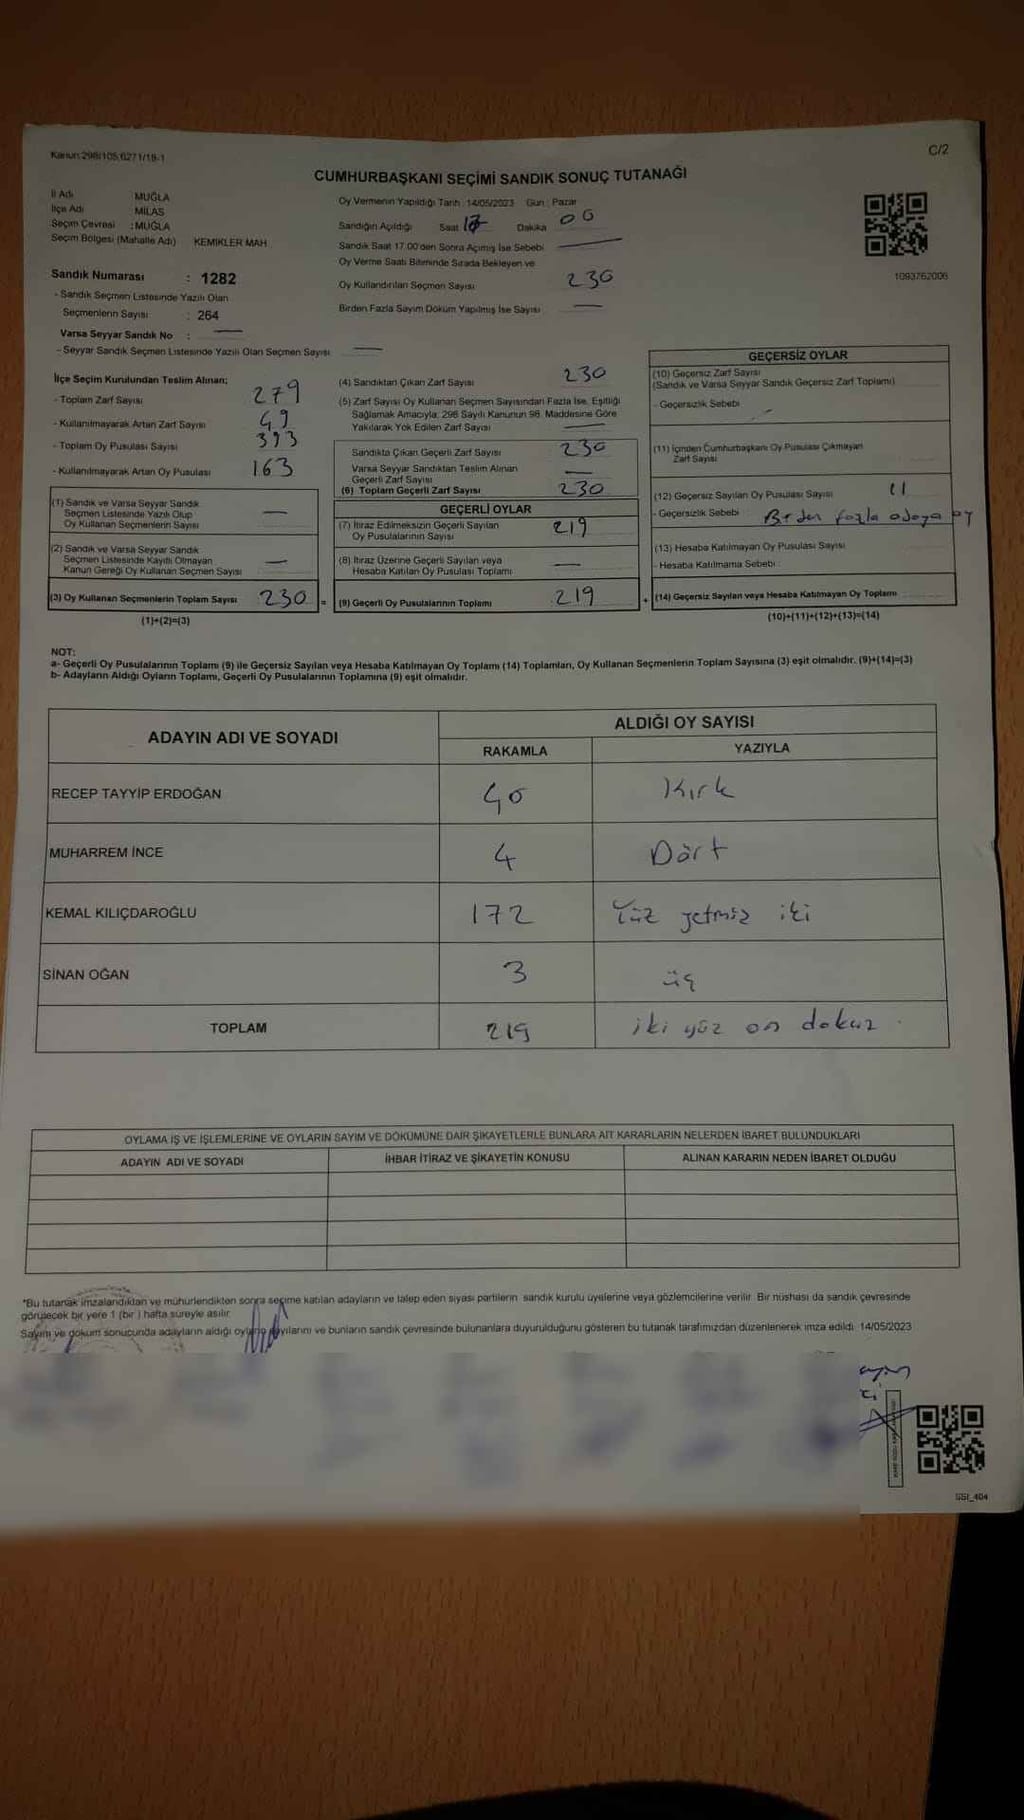 Kanun:298/105,6271/19-1
C/2
CUMHURBAŞKANI SEÇİMİ SANDIK SONUÇ TUTANAĞI
İl Adı MUĞLA
İlçe Adı MİLAS
Seçim Çevresi :MUĞLA
Seçim Bölgesi (Mahalle Adı) KEMİKLER MAH
Sandık Numarası : 1282
- Sandık Seçmen Listesinde Yazılı Olan
Seçmenlerin Sayısı : 264
Varsa Seyyar Sandık No : —
- Seyyar Sandık Seçmen Listesinde Yazılı Olan Seçmen Sayısı —
Oy Vermenin Yapıldığı Tarih : 14/05/2023 Gün : Pazar
Sandığın Açıldığı Saat 17 Dakika 00
Sandık Saat 17.00'den Sonra Açımış İse Sebebi —
Oy Verme Saati Bitiminde Sırada Bekleyen ve
Oy Kullandırılan Seçmen Sayısı 230
Birden Fazla Sayım Döküm Yapılmış İse Sayısı —
1093762006
İlçe Seçim Kurulundan Teslim Alınan;
- Toplam Zarf Sayısı 279
- Kullanılmayarak Artan Zarf Sayısı 49
- Toplam Oy Pusulası Sayısı 393
- Kullanılmayarak Artan Oy Pusulası 163
(1) Sandık ve Varsa Seyyar Sandık
Seçmen Listesinde Yazılı Olup
Oy Kullanan Seçmenlerin Sayısı —
(2) Sandık ve Varsa Seyyar Sandık
Seçmen Listesinde Kayıtlı Olmayan
Kanun Gereği Oy Kullanan Seçmen Sayısı —
(3) Oy Kullanan Seçmenlerin Toplam Sayısı 230 =
(1)+(2)=(3)
(4) Sandıktan Çıkan Zarf Sayısı 230
(5) Zarf Sayısı Oy Kullanan Seçmen Sayısından Fazla İse, Eşitliği
Sağlamak Amacıyla, 298 Sayılı Kanunun 98. Maddesine Göre
Yakılarak Yok Edilen Zarf Sayısı —
Sandıkta Çıkan Geçerli Zarf Sayısı 230
Varsa Seyyar Sandıktan Teslim Alınan
Geçerli Zarf Sayısı —
(6) Toplam Geçerli Zarf Sayısı 230
GEÇERLİ OYLAR
(7) İtiraz Edilmeksizin Geçerli Sayılan
Oy Pusulalarının Sayısı 219
(8) İtiraz Üzerine Geçerli Sayılan veya
Hesaba Katılan Oy Pusulası Toplamı —
(9) Geçerli Oy Pusulalarının Toplamı 219 +
GEÇERSİZ OYLAR
(10) Geçersiz Zarf Sayısı
(Sandık ve Varsa Seyyar Sandık Geçersiz Zarf Toplamı)
- Geçersizlik Sebebi
(11) İçinden Cumhurbaşkanı Oy Pusulası Çıkmayan
Zarf Sayısı
(12) Geçersiz Sayılan Oy Pusulası Sayısı 11
- Geçersizlik Sebebi : Birden fazla adaya oy
(13) Hesaba Katılmayan Oy Pusulası Sayısı
- Hesaba Katılmama Sebebi :
(14) Geçersiz Sayılan veya Hesaba Katılmayan Oy Toplamı
(10)+(11)+(12)+(13)=(14)
NOT:
a- Geçerli Oy Pusulalarının Toplamı (9) ile Geçersiz Sayılan veya Hesaba Katılmayan Oy Toplamı (14) Toplamları, Oy Kullanan Seçmenlerin Toplam Sayısına (3) eşit olmalıdır. (9)+(14)=(3)
b- Adayların Aldığı Oyların Toplamı, Geçerli Oy Pusulalarının Toplamına (9) eşit olmalıdır.
ADAYIN ADI VE SOYADI ALDIĞI OY SAYISI
RAKAMLA YAZIYLA
RECEP TAYYİP ERDOĞAN 40 Kırk
MUHARREM İNCE 4 Dört
KEMAL KILIÇDAROĞLU 172 Yüz yetmiz iki
SİNAN OĞAN 3 üç
TOPLAM 219 iki yüz on dokuz
OYLAMA İŞ VE İŞLEMLERİNE VE OYLARIN SAYIM VE DÖKÜMÜNE DAİR ŞİKAYETLERLE BUNLARA AİT KARARLARIN NELERDEN İBARET BULUNDUKLARI
ADAYIN ADI VE SOYADI İHBAR İTİRAZ VE ŞİKAYETİN KONUSU ALINAN KARARIN NEDEN İBARET OLDUĞU
*Bu tutanak imzalandıktan ve mühürlendikten sonra seçime katılan adayların ve talep eden siyasi partilerin sandık kurulu üyelerine veya gözlemcilerine verilir. Bir nüshası da sandık çevresinde
görülecek bir yere 1 (bir ) hafta süreyle asılır.
Sayım ve döküm sonucunda adayların aldığı oyların sayılarını ve bunların sandık çevresinde bulunanlara duyurulduğunu gösteren bu tutanak tarafımızdan düzenlenerek imza edildi. 14/05/2023
SSI_404